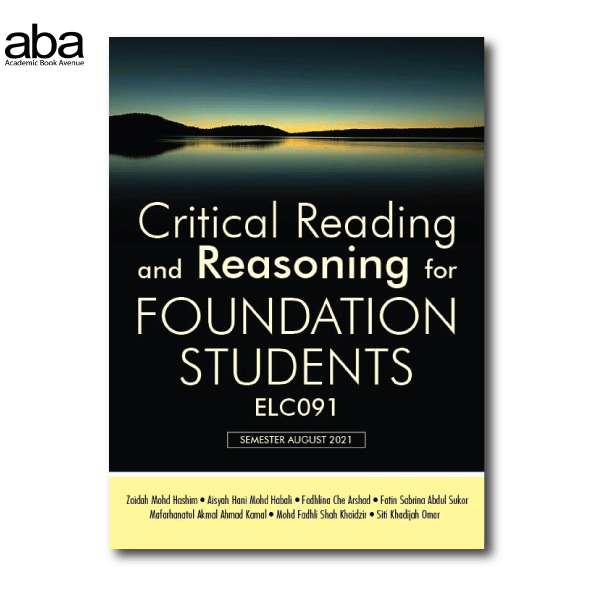 aba
Academic Book Avenue
Critical Reading
and Reasoning for
FOUNDATION
STUDENTS
ELC091
SEMESTER AUGUST 2021
Zaidah Mohd Hashim • Aisyah Hani Mohd Habali • Fadhlina Che Arshad • Fatin Sabrina Abdul Sukor
Mafarhanatul Akmal Ahmad Kamal • Mohd Fadhli Shah Khaidzir • Siti Khadijah Omar